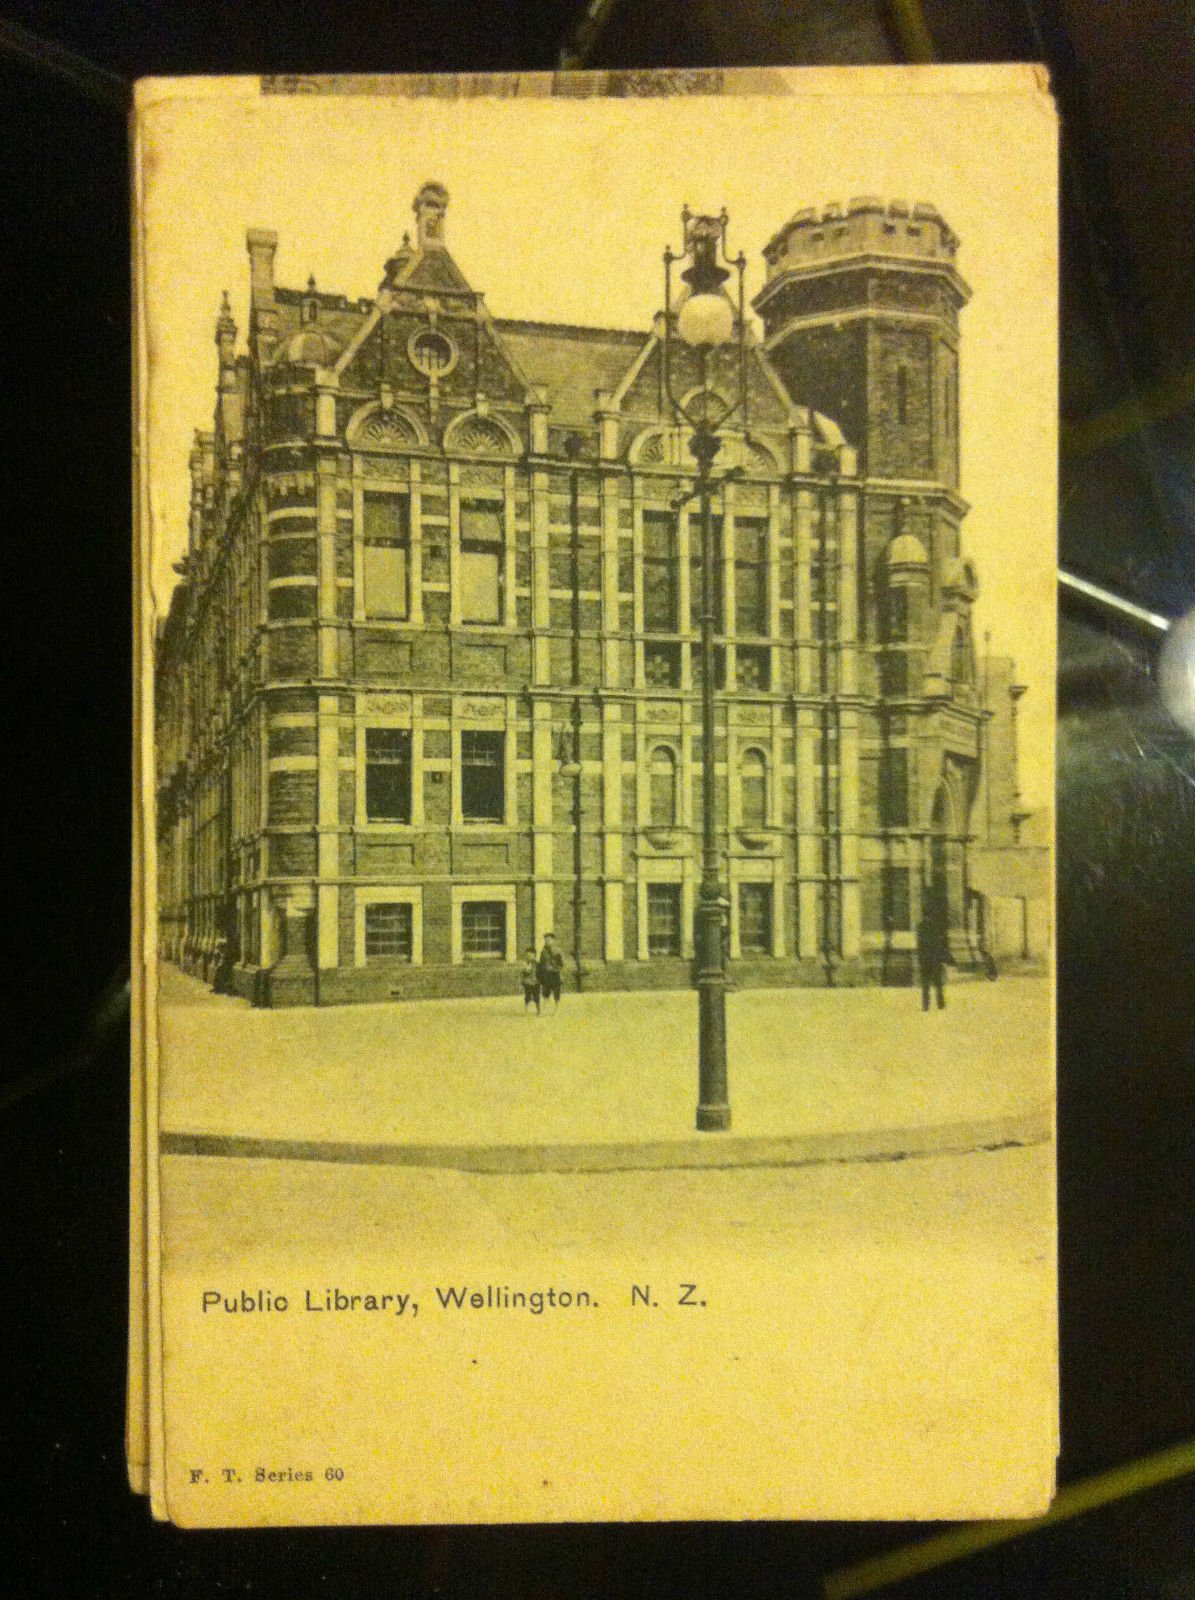 Public Library, Wellington. N. Z.
F. T. Series 60